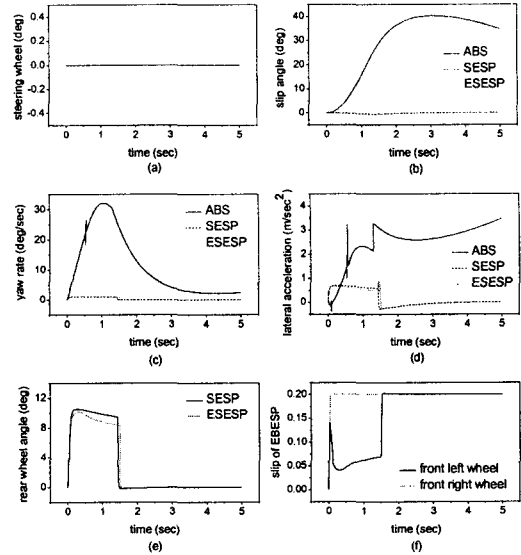 steering wheel (deg)
0.4
0.2
0.0
-0.2
-0.4
0 1 2 3 4 5
time (sec)
(a)
slip angle (deg)
40
30
20
10
0
ABS
SESP
ESESP
0 1 2 3 4 5
time (sec)
(b)
yaw rate (deg/sec)
30
20
10
0
ABS
SESP
ESESP
0 1 2 3 4 5
time (sec)
(c)
lateral acceleration (m/sec²)
4
3
2
1
0
ABS
SESP
ESESP
0 1 2 3 4 5
time (sec)
(d)
rear wheel angle (deg)
12
8
4
0
SESP
ESESP
0 1 2 3 4 5
time (sec)
(e)
slip of EBESP
0.20
0.15
0.10
0.05
0.00
front left wheel
front right wheel
0 1 2 3 4 5
time (sec)
(f)